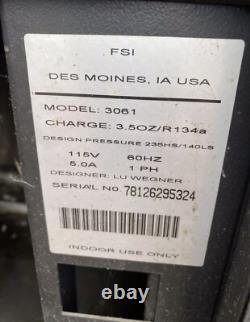 FSI
DES MOINES, IA USA
MODEL: 3061
CHARGE: 3.5OZ/R134a
DESIGN PRESSURE 235HS/140LS
115V 60HZ
5.0A 1 PH
DESIGNER: LU WEGNER
SERIAL NO. 78126295324
INDOOR USE ONLY
ebay